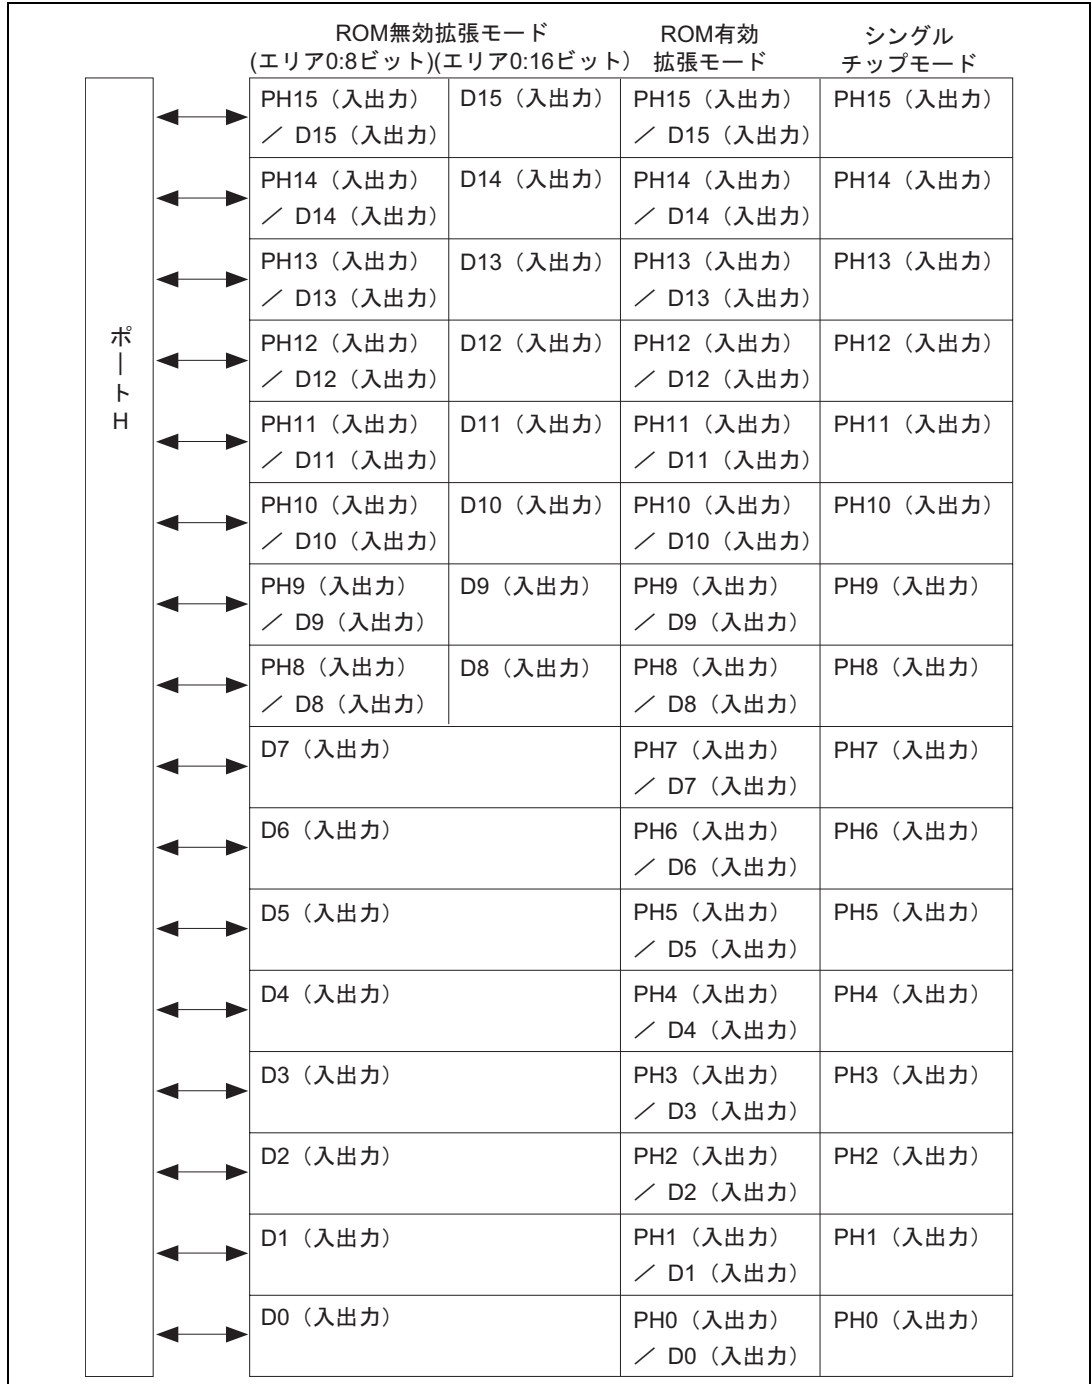 ROM無効拡張モード ROM有効 シングル
(エリア0:8ビット)(エリア0:16ビット) 拡張モード チップモード
ポートH
PH15（入出力） D15（入出力） PH15（入出力） PH15（入出力）
／ D15（入出力） ／ D15（入出力）
PH14（入出力） D14（入出力） PH14（入出力） PH14（入出力）
／ D14（入出力） ／ D14（入出力）
PH13（入出力） D13（入出力） PH13（入出力） PH13（入出力）
／ D13（入出力） ／ D13（入出力）
PH12（入出力） D12（入出力） PH12（入出力） PH12（入出力）
／ D12（入出力） ／ D12（入出力）
PH11（入出力） D11（入出力） PH11（入出力） PH11（入出力）
／ D11（入出力） ／ D11（入出力）
PH10（入出力） D10（入出力） PH10（入出力） PH10（入出力）
／ D10（入出力） ／ D10（入出力）
PH9（入出力） D9（入出力） PH9（入出力） PH9（入出力）
／ D9（入出力） ／ D9（入出力）
PH8（入出力） D8（入出力） PH8（入出力） PH8（入出力）
／ D8（入出力） ／ D8（入出力）
D7（入出力） PH7（入出力） PH7（入出力）
／ D7（入出力）
D6（入出力） PH6（入出力） PH6（入出力）
／ D6（入出力）
D5（入出力） PH5（入出力） PH5（入出力）
／ D5（入出力）
D4（入出力） PH4（入出力） PH4（入出力）
／ D4（入出力）
D3（入出力） PH3（入出力） PH3（入出力）
／ D3（入出力）
D2（入出力） PH2（入出力） PH2（入出力）
／ D2（入出力）
D1（入出力） PH1（入出力） PH1（入出力）
／ D1（入出力）
D0（入出力） PH0（入出力） PH0（入出力）
／ D0（入出力）